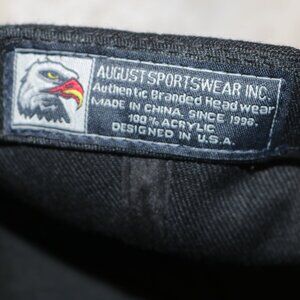 AUGUSTSPORTSWEAR INC.
Authentic Branded Headwear
MADE IN CHINA, SINCE 1998
100% ACRYLIC
DESIGNED IN U.S.A.